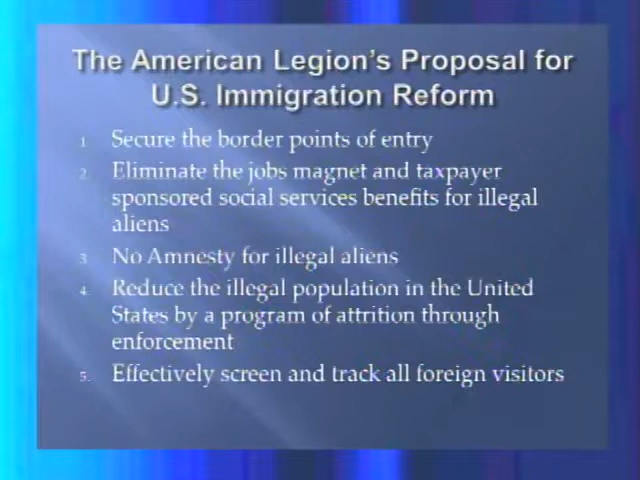 The American Legion's Proposal for
U.S. Immigration Reform
1. Secure the border points of entry
2. Eliminate the jobs magnet and taxpayer
sponsored social services benefits for illegal
aliens
3. No Amnesty for illegal aliens
4. Reduce the illegal population in the United
States by a program of attrition through
enforcement
5. Effectively screen and track all foreign visitors